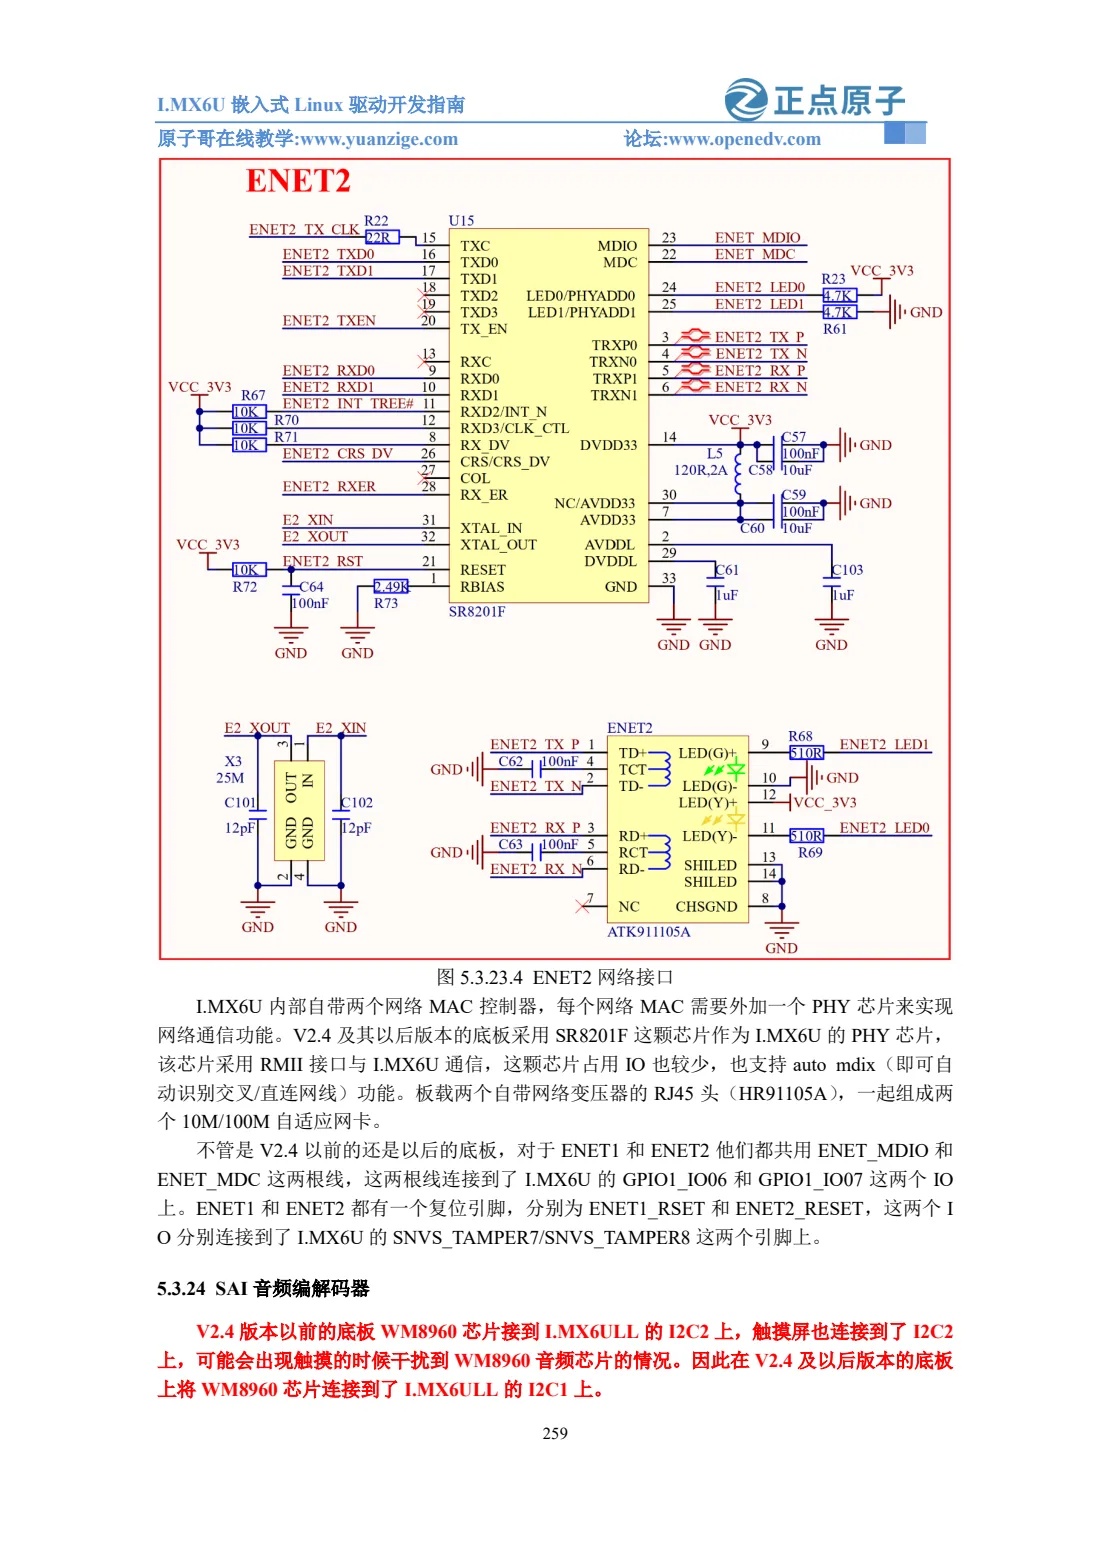 I.MX6U 嵌入式 Linux 驱动开发指南
正点原子
原子哥在线教学:www.yuanzige.com 论坛:www.openedv.com
ENET2
R22 U15
ENET2_TX_CLK 22R 15 TXC MDIO 23 ENET_MDIO
ENET2_TXD0 16 TXD0 MDC 22 ENET_MDC
ENET2_TXD1 17 TXD1
R23 VCC_3V3
18 TXD2 LED0/PHYADD0 24 ENET2_LED0 4.7K
19 TXD3 LED1/PHYADD1 25 ENET2_LED1 4.7K GND
ENET2_TXEN 20 TX_EN R61
TRXP0 3 ENET2_TX_P
13 RXC TRXN0 4 ENET2_TX_N
ENET2_RXD0 9 RXD0 TRXP1 5 ENET2_RX_P
ENET2_RXD1 10 RXD1 TRXN1 6 ENET2_RX_N
VCC_3V3 R67
10K ENET2_INT_TREE# 11 RXD2/INT_N
VCC_3V3
10K R70 12 RXD3/CLK_CTL
10K R71 8 RX_DV DVDD33 14 C57 GND
L5 100nF
ENET2_CRS_DV 26 CRS/CRS_DV 120R,2A C58 10uF
27 COL
ENET2_RXER 28 RX_ER NC/AVDD33 30 C59 GND
AVDD33 7 100nF
E2_XIN 31 XTAL_IN C60 10uF
E2_XOUT 32 XTAL_OUT AVDDL 2
VCC_3V3 DVDDL 29
10K ENET2_RST 21 RESET C61 C103
R72 C64 2.49K 1 RBIAS GND 33
100nF R73 SR8201F 1uF 1uF
GND GND GND GND GND
E2_XOUT E2_XIN ENET2
3 1 R68
ENET2_TX_P 1 TD+ LED(G)+ 9 510R ENET2_LED1
X3 GND C62 100nF 4 TCT
25M OUT IN ENET2_TX_N 2 TD- LED(G)- 10 GND
C101 C102 LED(Y)+ 12 VCC_3V3
12pF GND GND 12pF ENET2_RX_P 3 RD+ LED(Y)- 11 510R ENET2_LED0
GND C63 100nF 5 RCT R69
2 4 ENET2_RX_N 6 RD- SHILED 13
SHILED 14
7 NC CHSGND 8
GND GND ATK911105A GND
图 5.3.23.4 ENET2 网络接口
I.MX6U 内部自带两个网络 MAC 控制器，每个网络 MAC 需要外加一个 PHY 芯片来实现
网络通信功能。V2.4 及其以后版本的底板采用 SR8201F 这颗芯片作为 I.MX6U 的 PHY 芯片，
该芯片采用 RMII 接口与 I.MX6U 通信，这颗芯片占用 IO 也较少，也支持 auto mdix（即可自
动识别交叉/直连网线）功能。板载两个自带网络变压器的 RJ45 头（HR91105A），一起组成两
个 10M/100M 自适应网卡。
不管是 V2.4 以前的还是以后的底板，对于 ENET1 和 ENET2 他们都共用 ENET_MDIO 和
ENET_MDC 这两根线，这两根线连接到了 I.MX6U 的 GPIO1_IO06 和 GPIO1_IO07 这两个 IO
上。ENET1 和 ENET2 都有一个复位引脚，分别为 ENET1_RSET 和 ENET2_RESET，这两个 I
O 分别连接到了 I.MX6U 的 SNVS_TAMPER7/SNVS_TAMPER8 这两个引脚上。
5.3.24 SAI 音频编解码器
V2.4 版本以前的底板 WM8960 芯片接到 I.MX6ULL 的 I2C2 上，触摸屏也连接到了 I2C2
上，可能会出现触摸的时候干扰到 WM8960 音频芯片的情况。因此在 V2.4 及以后版本的底板
上将 WM8960 芯片连接到了 I.MX6ULL 的 I2C1 上。
259